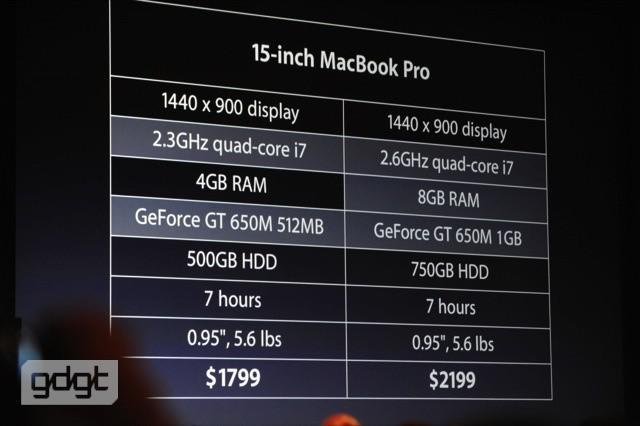 15-inch MacBook Pro
1440 x 900 display
1440 x 900 display
2.3GHz quad-core i7
2.6GHz quad-core i7
4GB RAM
8GB RAM
GeForce GT 650M 512MB
GeForce GT 650M 1GB
500GB HDD
750GB HDD
7 hours
7 hours
0.95", 5.6 lbs
0.95", 5.6 lbs
$1799
$2199
gdgt